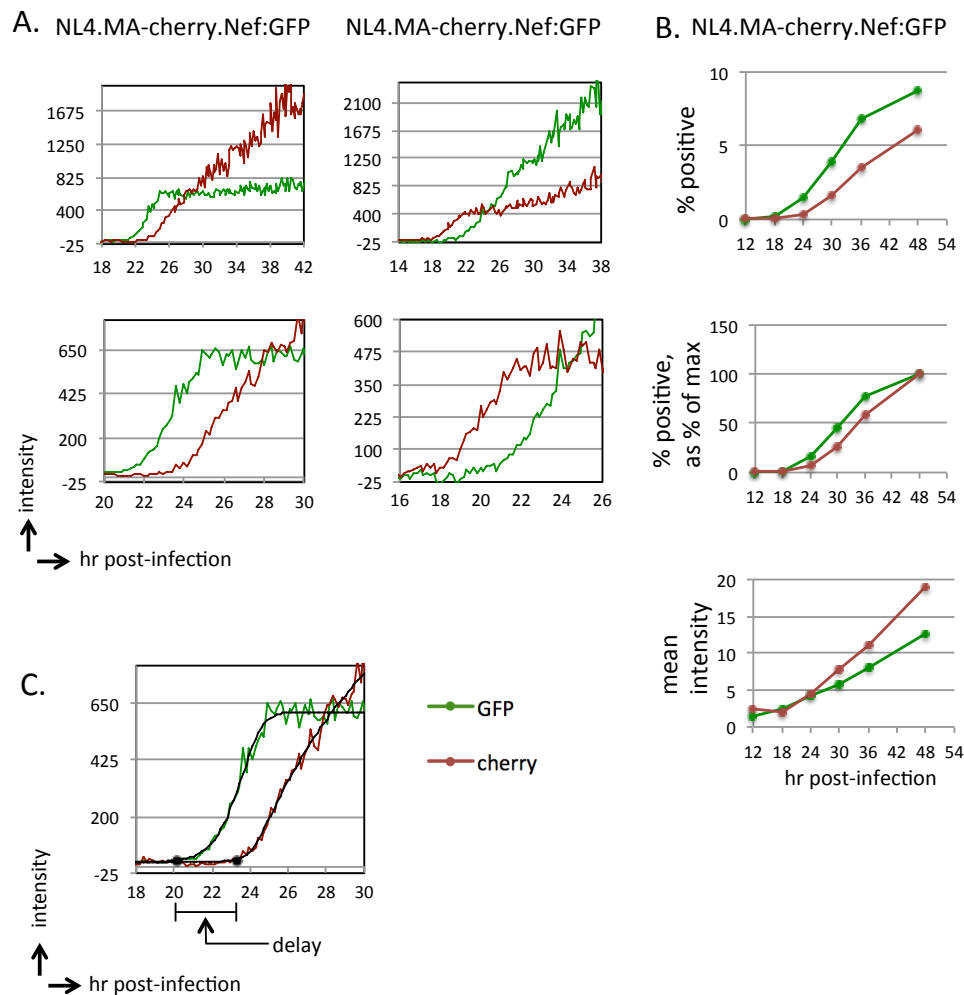 A.
NL4.MA-cherry.Nef:GFP
NL4.MA-cherry.Nef:GFP
1675
1250
825
400
-25
18 22 26 30 34 38 42
2100
1675
1250
825
400
-25
14 18 22 26 30 34 38
650
425
200
-25
20 22 24 26 28 30
600
475
350
225
100
-25
16 18 20 22 24 26
intensity
hr post-infection
B.
NL4.MA-cherry.Nef:GFP
% positive
10
5
0
12 18 24 30 36 42 48 54
% positive,
as % of max
150
100
50
0
12 18 24 30 36 42 48 54
mean
intensity
20
15
10
5
0
12 18 24 30 36 42 48 54
hr post-infection
C.
650
425
200
-25
18 20 22 24 26 28 30
delay
intensity
hr post-infection
GFP
cherry